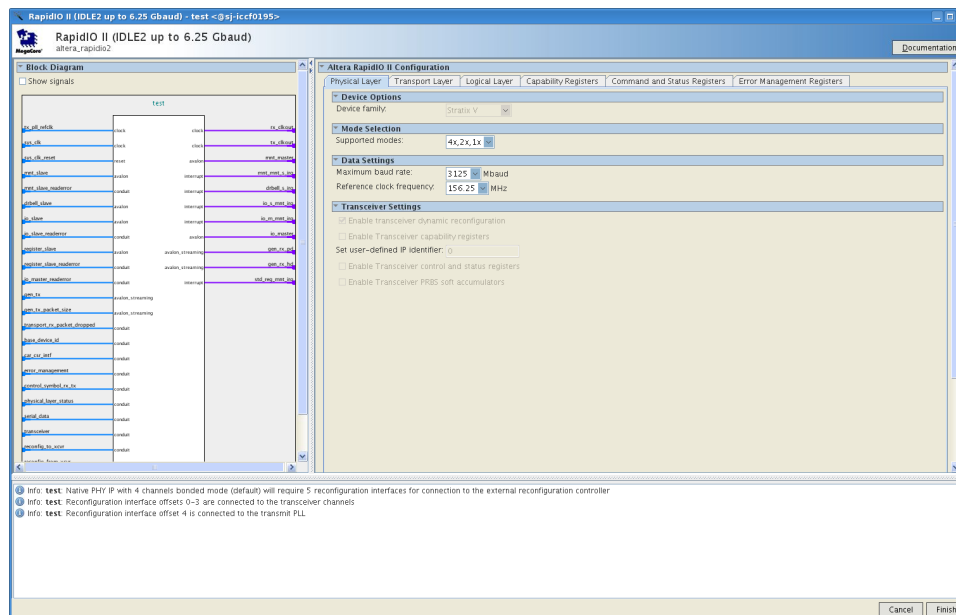 RapidIO II (IDLE2 up to 6.25 Gbaud) - test <@sj-iccf0195>
RapidIO II (IDLE2 up to 6.25 Gbaud)
altera_rapidio2
MegaCore
Documentation
Block Diagram
Show signals
test
tx_pll_refclk clock clock rx_clkout
sys_clk clock clock tx_clkout
sys_clk_reset reset avalon mnt_master
mnt_slave avalon interrupt mnt_mnt_s_irq
mnt_slave_readerror conduit interrupt drbell_s_irq
drbell_slave avalon interrupt io_s_mnt_irq
io_slave avalon interrupt io_m_mnt_irq
io_slave_readerror conduit avalon io_master
register_slave avalon avalon_streaming gen_rx_pd
register_slave_readerror conduit avalon_streaming gen_rx_hd
io_master_readerror conduit interrupt std_reg_mnt_irq
gen_tx avalon_streaming
gen_tx_packet_size avalon_streaming
transport_rx_packet_dropped conduit
base_device_id conduit
car_csr_intf conduit
error_management conduit
control_symbol_rx_tx conduit
physical_layer_status conduit
serial_data conduit
transceiver conduit
reconfig_to_xcvr conduit
reconfig_from_xcvr
Altera RapidIO II Configuration
Physical Layer Transport Layer Logical Layer Capability Registers Command and Status Registers Error Management Registers
Device Options
Device family: Stratix V
Mode Selection
Supported modes: 4x,2x,1x
Data Settings
Maximum baud rate: 3125 Mbaud
Reference clock frequency: 156.25 MHz
Transceiver Settings
Enable transceiver dynamic reconfiguration
Enable Transceiver capability registers
Set user-defined IP identifier: 0
Enable Transceiver control and status registers
Enable Transceiver PRBS soft accumulators
Info: test: Native PHY IP with 4 channels bonded mode (default) will require 5 reconfiguration interfaces for connection to the external reconfiguration controller
Info: test: Reconfiguration interface offsets 0-3 are connected to the transceiver channels
Info: test: Reconfiguration interface offset 4 is connected to the transmit PLL
Cancel Finish